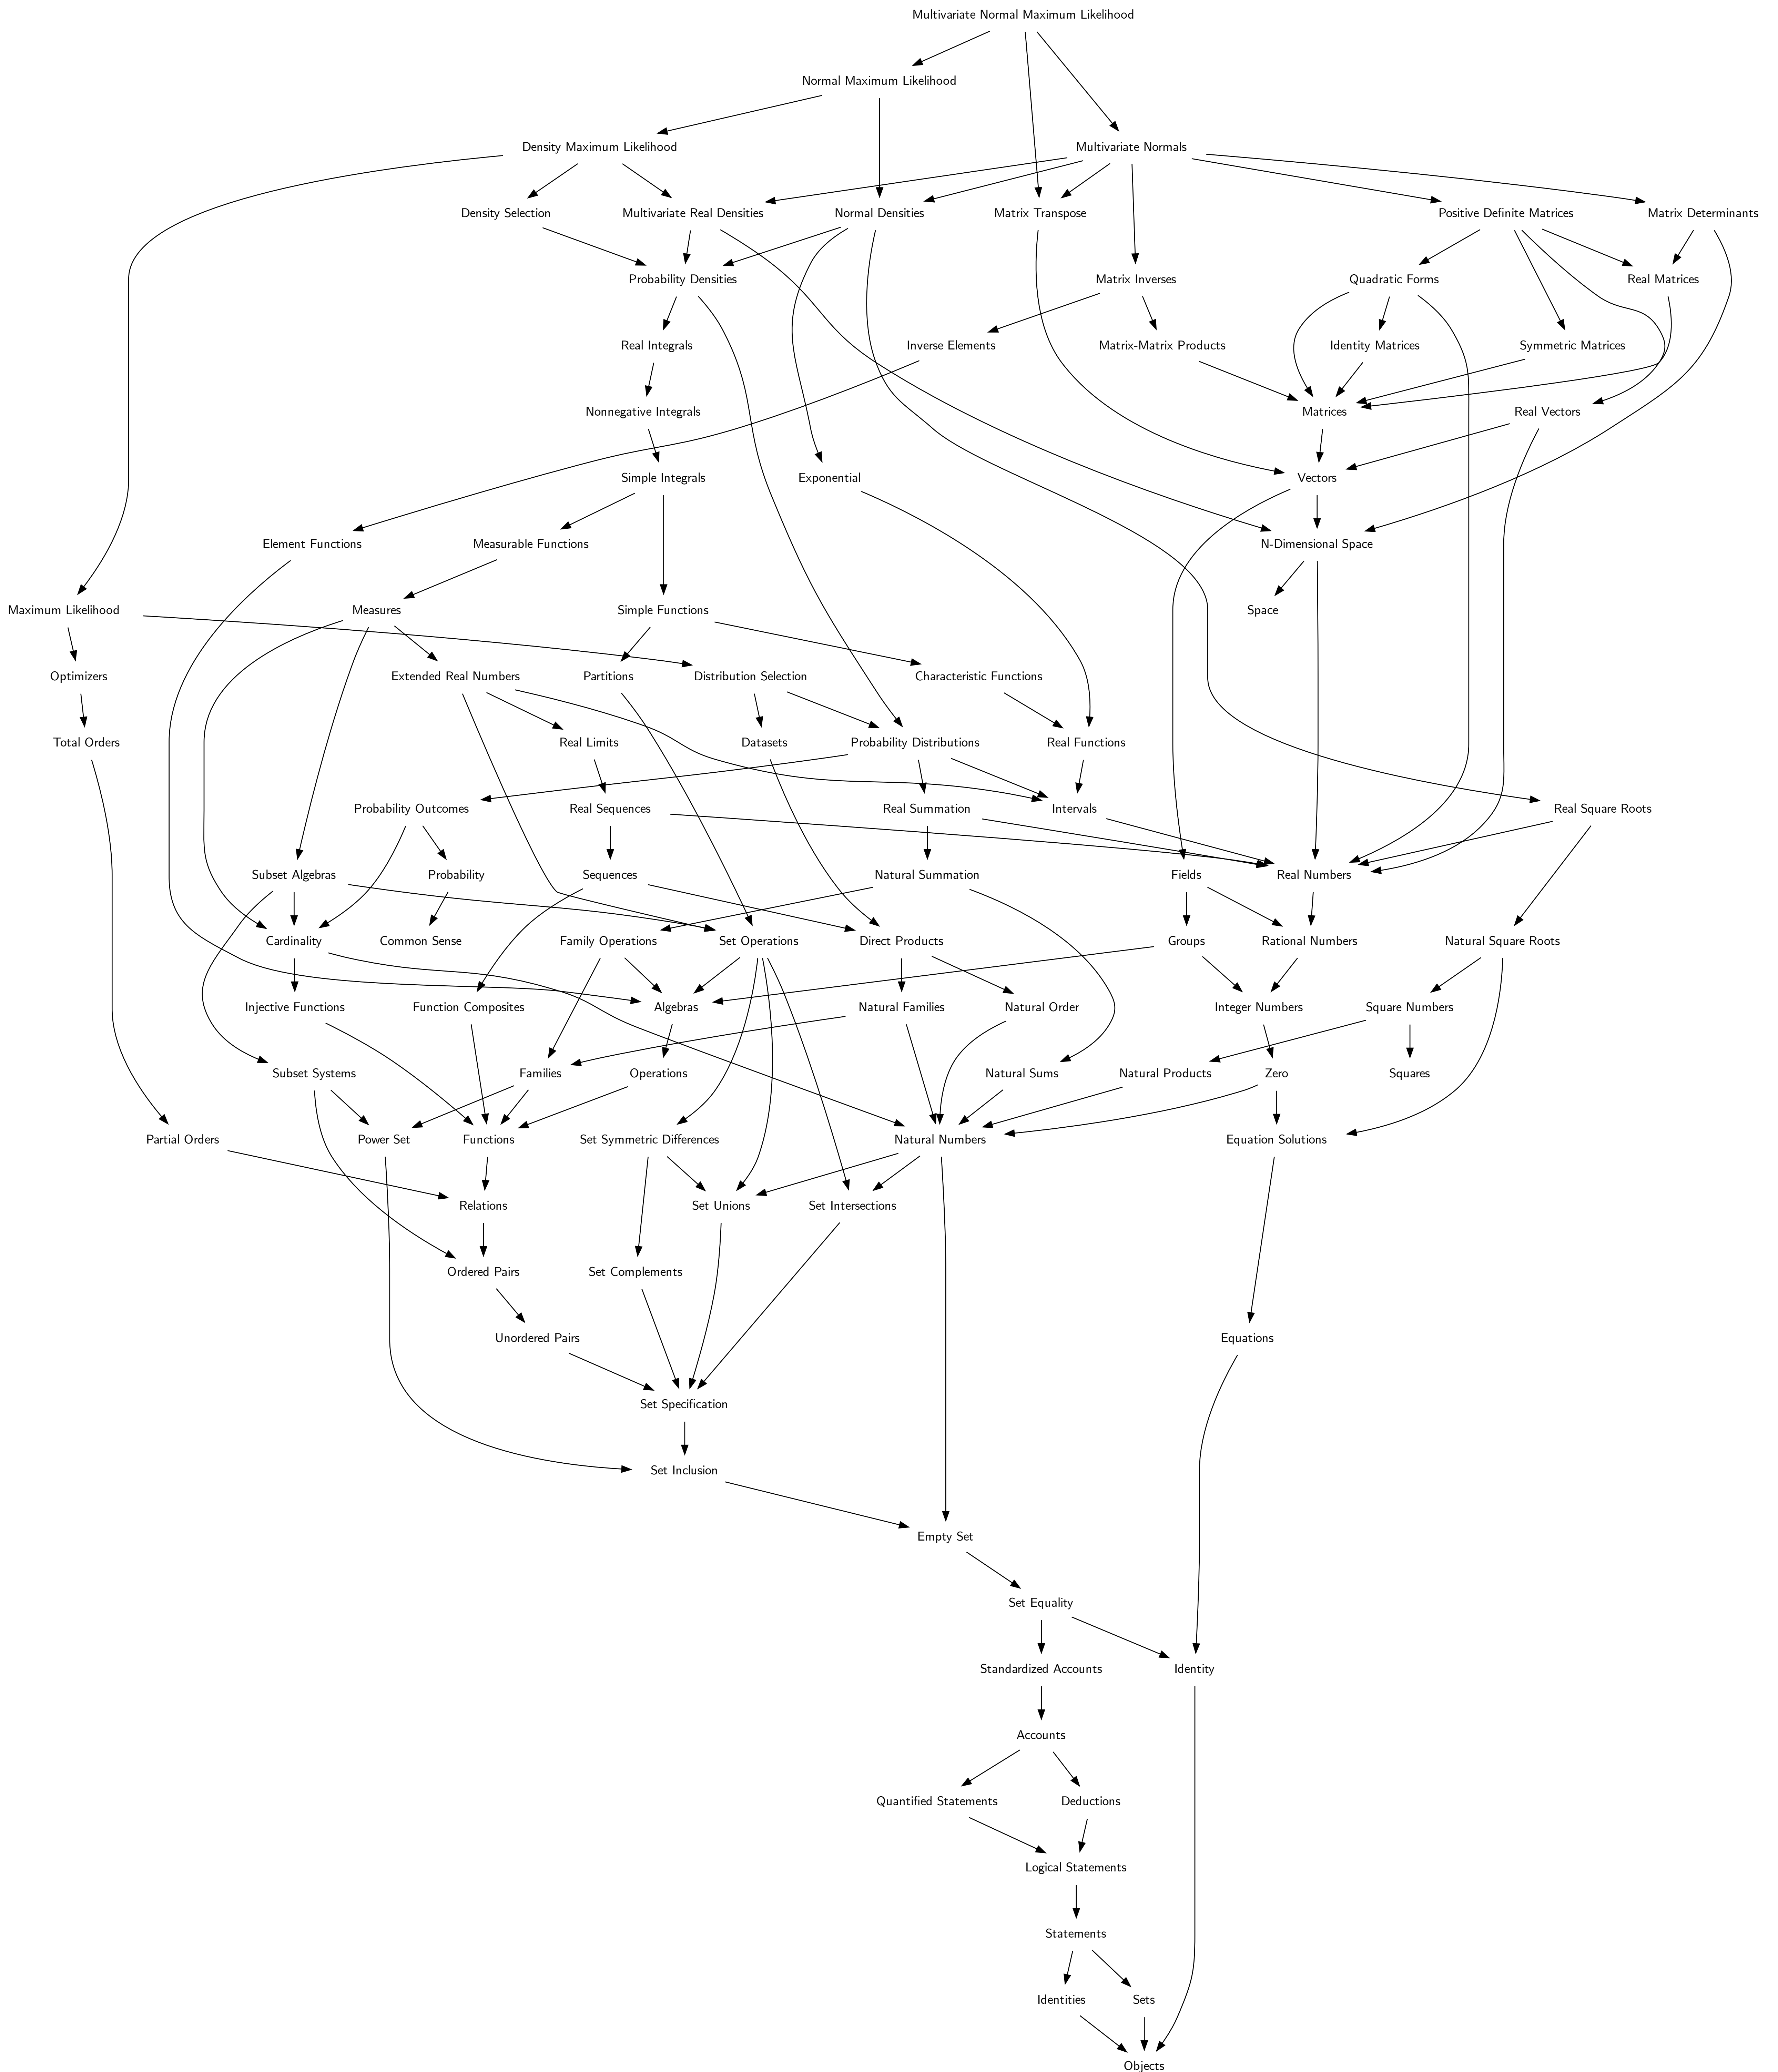 Multivariate Normal Maximum Likelihood
Normal Maximum Likelihood
Density Maximum Likelihood
Multivariate Normals
Density Selection
Multivariate Real Densities
Normal Densities
Matrix Transpose
Positive Definite Matrices
Matrix Determinants
Probability Densities
Matrix Inverses
Quadratic Forms
Real Matrices
Real Integrals
Inverse Elements
Matrix-Matrix Products
Identity Matrices
Symmetric Matrices
Nonnegative Integrals
Matrices
Real Vectors
Simple Integrals
Exponential
Vectors
Element Functions
Measurable Functions
N-Dimensional Space
Maximum Likelihood
Measures
Simple Functions
Space
Optimizers
Extended Real Numbers
Partitions
Distribution Selection
Characteristic Functions
Total Orders
Real Limits
Datasets
Probability Distributions
Real Functions
Probability Outcomes
Real Sequences
Real Summation
Intervals
Real Square Roots
Subset Algebras
Probability
Sequences
Natural Summation
Fields
Real Numbers
Cardinality
Common Sense
Family Operations
Set Operations
Direct Products
Groups
Rational Numbers
Natural Square Roots
Injective Functions
Function Composites
Algebras
Natural Families
Natural Order
Integer Numbers
Square Numbers
Subset Systems
Families
Operations
Natural Sums
Natural Products
Zero
Squares
Partial Orders
Power Set
Functions
Set Symmetric Differences
Natural Numbers
Equation Solutions
Relations
Set Unions
Set Intersections
Ordered Pairs
Set Complements
Unordered Pairs
Equations
Set Specification
Set Inclusion
Empty Set
Set Equality
Standardized Accounts
Identity
Accounts
Quantified Statements
Deductions
Logical Statements
Statements
Identities
Sets
Objects